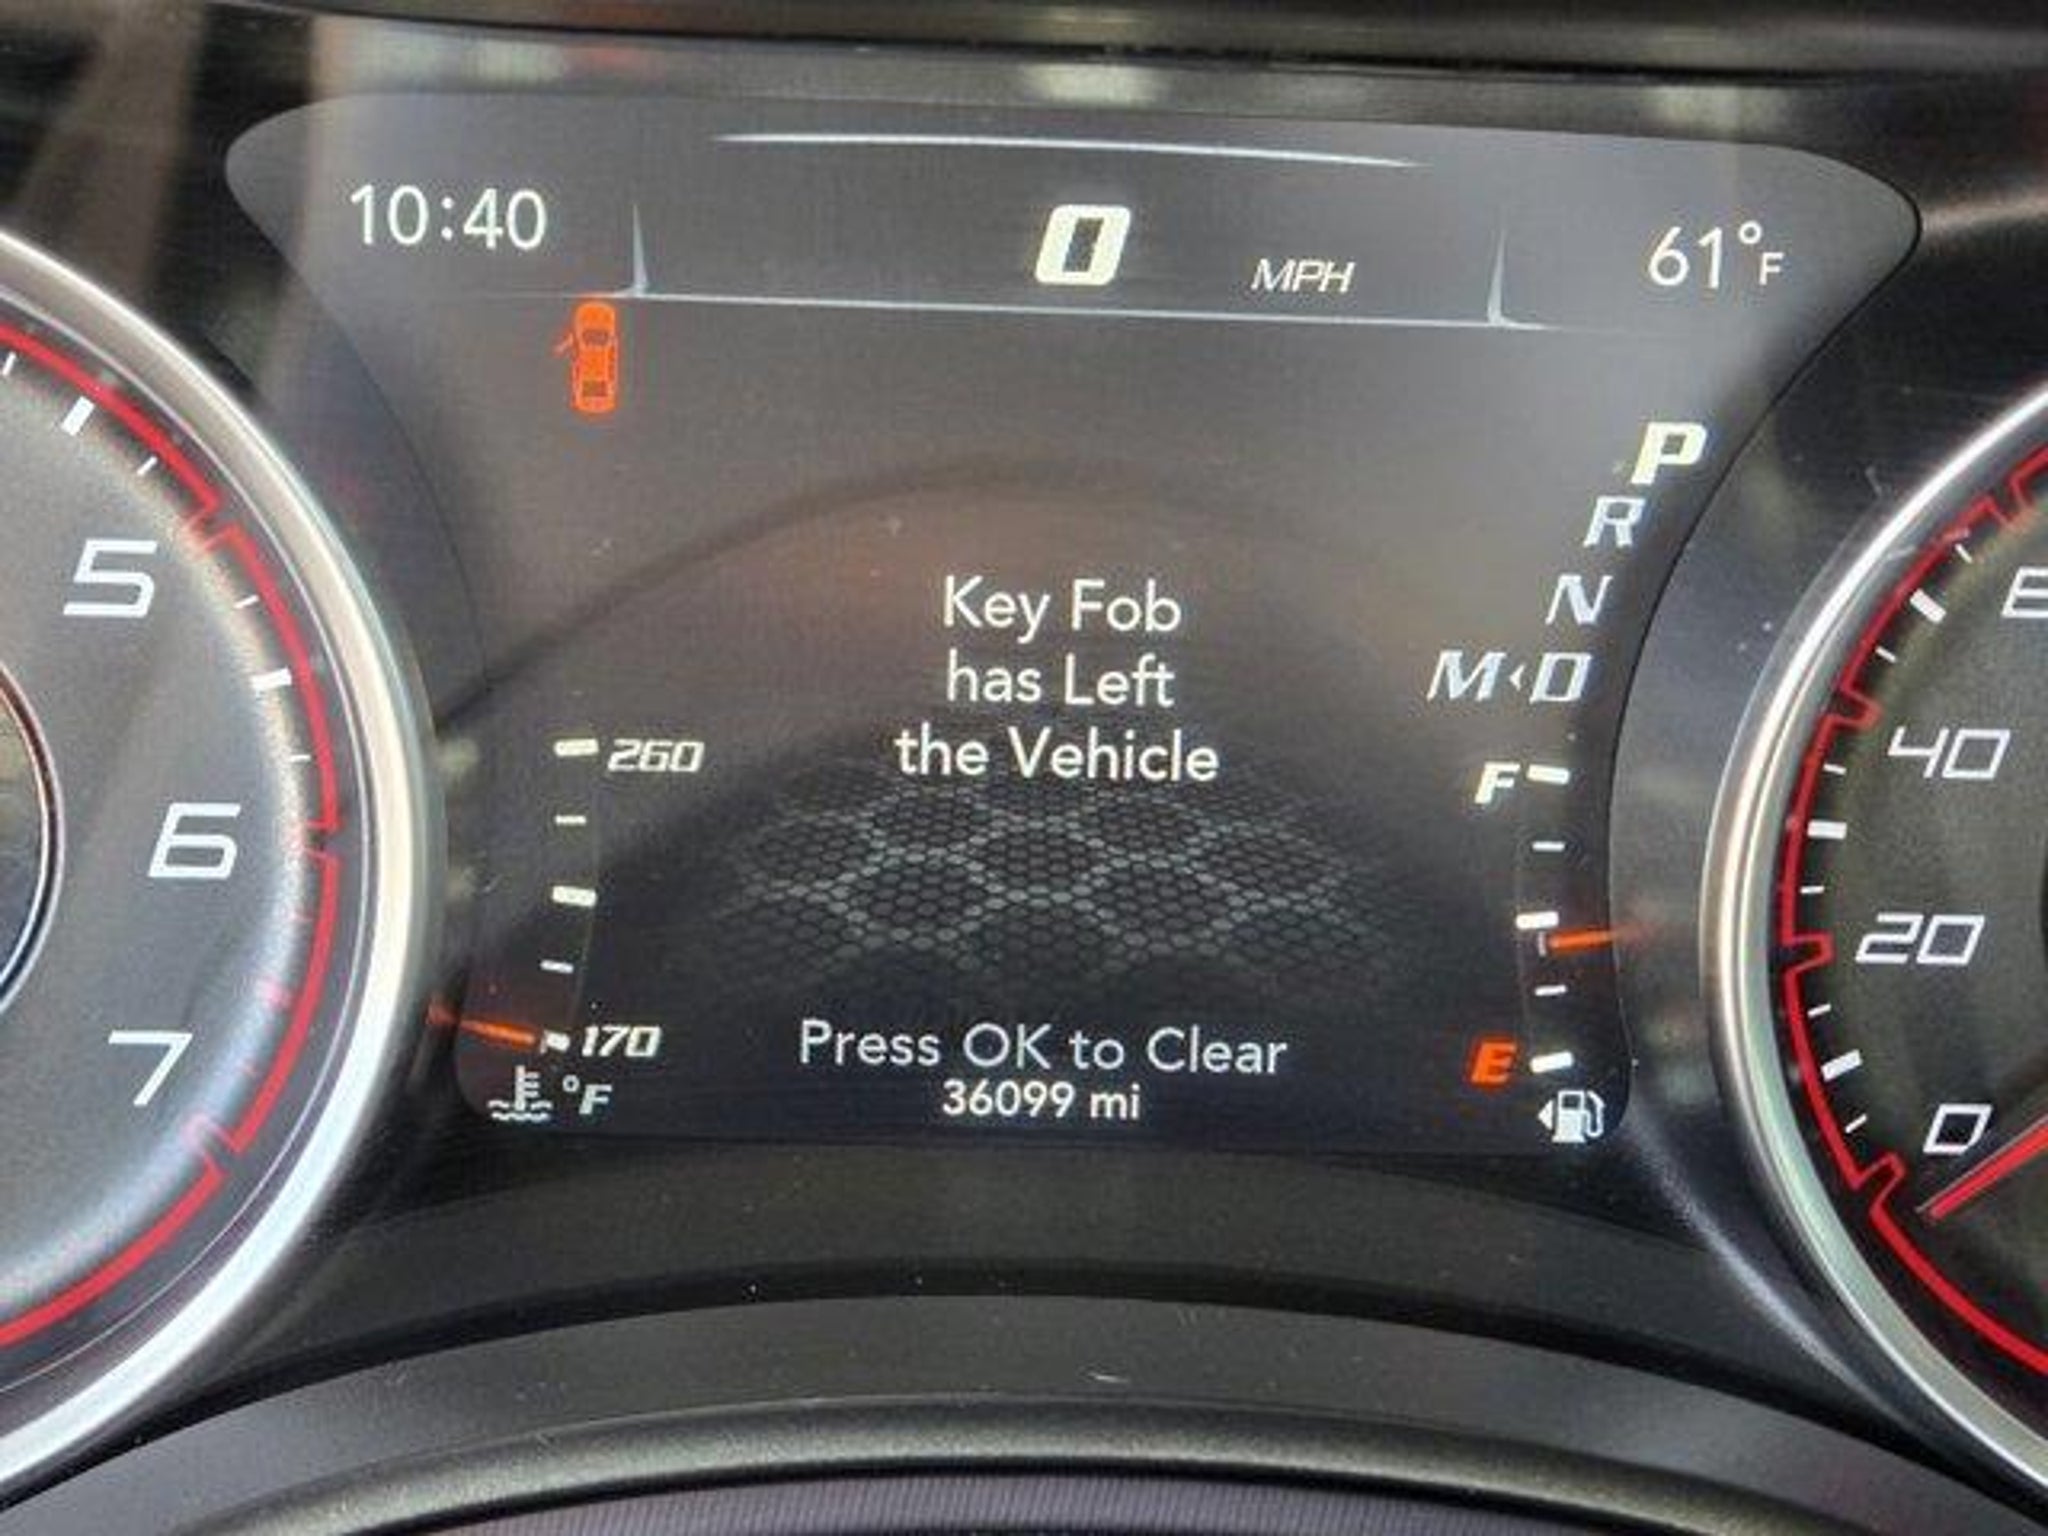 10:40
0 MPH
61°F
P
R
N
M D
Key Fob
has Left
the Vehicle
260
F
170
°F
E
Press OK to Clear
36099 mi
5
6
7
40
20
0